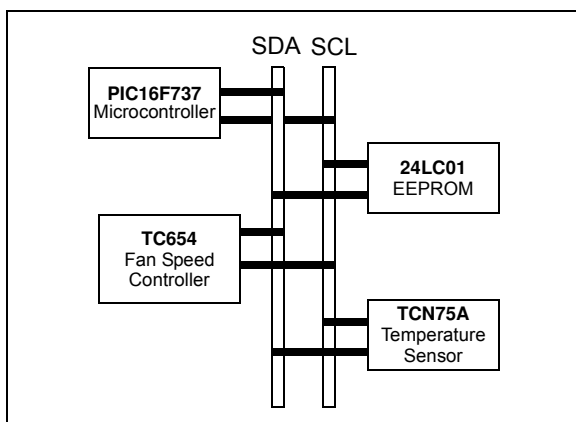 SDA SCL
PIC16F737
Microcontroller
24LC01
EEPROM
TC654
Fan Speed
Controller
TCN75A
Temperature
Sensor